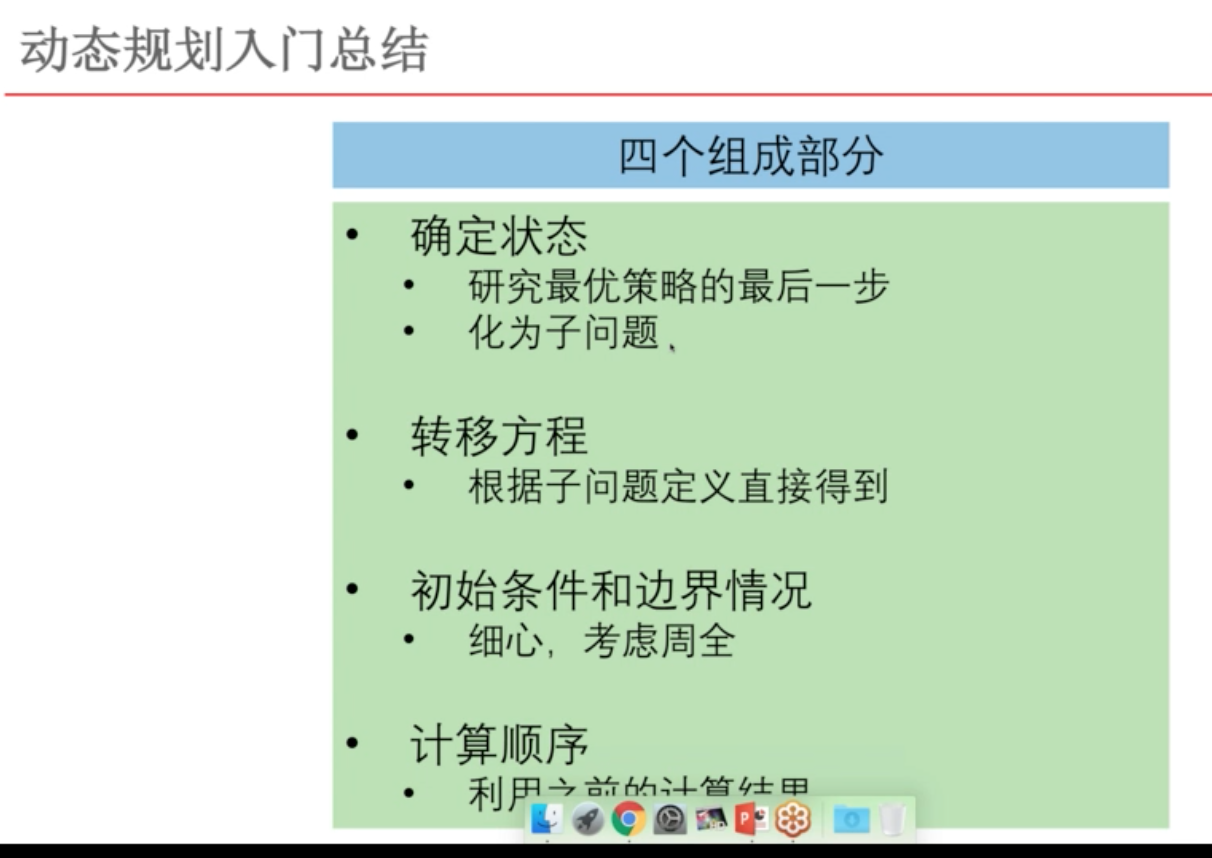 动态规划入门总结
四个组成部分
• 确定状态
• 研究最优策略的最后一步
• 化为子问题
• 转移方程
• 根据子问题定义直接得到
• 初始条件和边界情况
• 细心，考虑周全
• 计算顺序
• 利用之前的计算结果